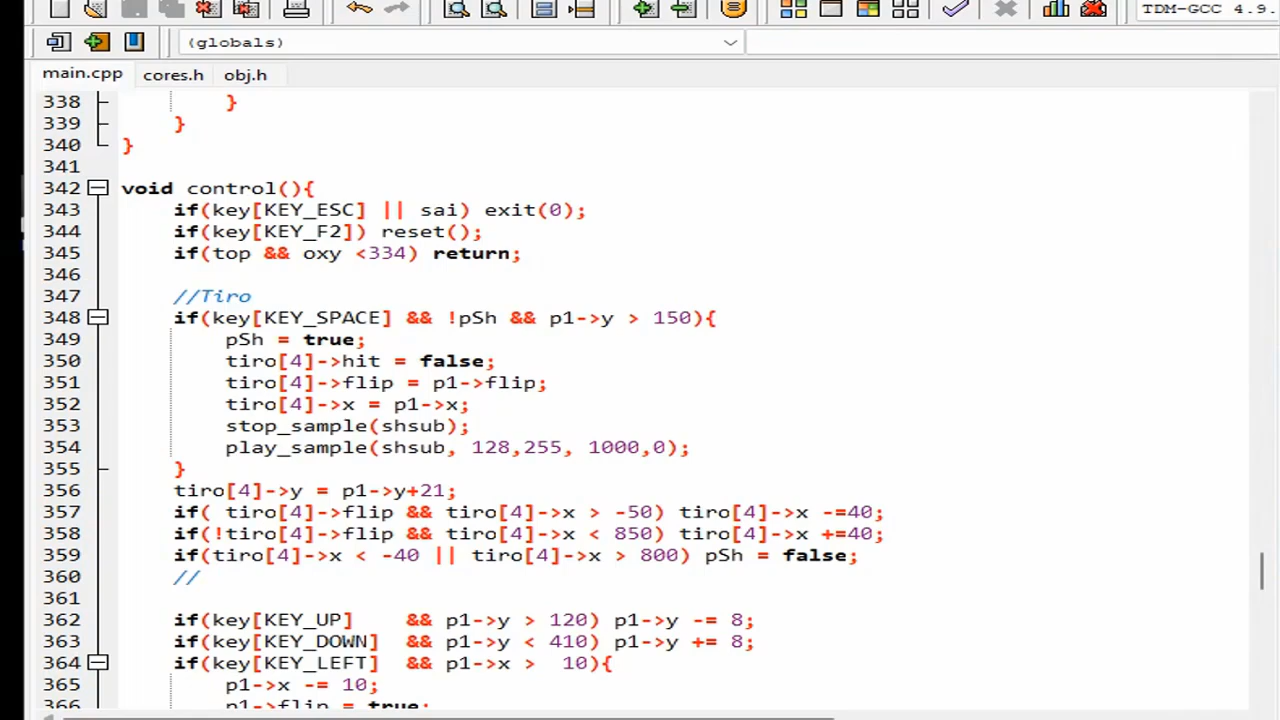 TDM-GCC 4.9.
(globals)
main.cpp cores.h obj.h
338 }
339 }
340 }
341
342 void control(){
343 if(key[KEY_ESC] || sai) exit(0);
344 if(key[KEY_F2]) reset();
345 if(top && oxy <334) return;
346
347 //Tiro
348 if(key[KEY_SPACE] && !pSh && p1->y > 150){
349 pSh = true;
350 tiro[4]->hit = false;
351 tiro[4]->flip = p1->flip;
352 tiro[4]->x = p1->x;
353 stop_sample(shsub);
354 play_sample(shsub, 128,255, 1000,0);
355 }
356 tiro[4]->y = p1->y+21;
357 if( tiro[4]->flip && tiro[4]->x > -50) tiro[4]->x -=40;
358 if(!tiro[4]->flip && tiro[4]->x < 850) tiro[4]->x +=40;
359 if(tiro[4]->x < -40 || tiro[4]->x > 800) pSh = false;
360 //
361
362 if(key[KEY_UP] && p1->y > 120) p1->y -= 8;
363 if(key[KEY_DOWN] && p1->y < 410) p1->y += 8;
364 if(key[KEY_LEFT] && p1->x > 10){
365 p1->x -= 10;
366 p1->flip = true;